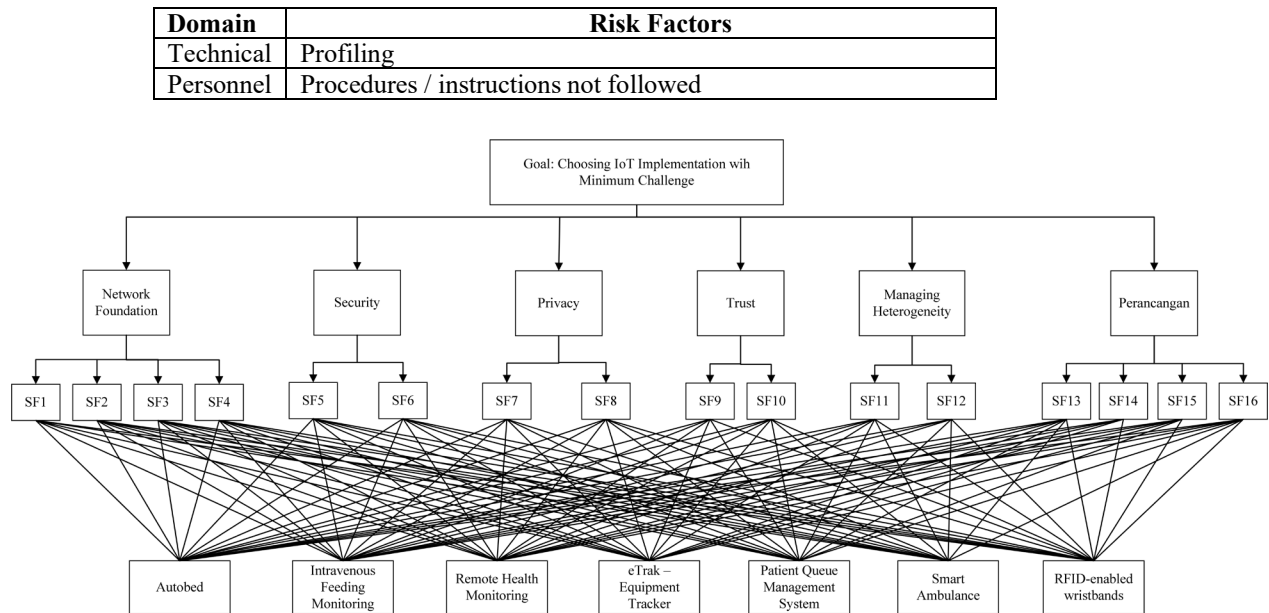 Domain Risk Factors
Technical Profiling
Personnel Procedures / instructions not followed
Goal: Choosing IoT Implementation wih
Minimum Challenge
Network
Foundation
Security
Privacy
Trust
Managing
Heterogeneity
Perancangan
SF1 SF2 SF3 SF4 SF5 SF6 SF7 SF8 SF9 SF10 SF11 SF12 SF13 SF14 SF15 SF16
Autobed
Intravenous
Feeding
Monitoring
Remote Health
Monitoring
eTrak –
Equipment
Tracker
Patient Queue
Management
System
Smart
Ambulance
RFID-enabled
wristbands